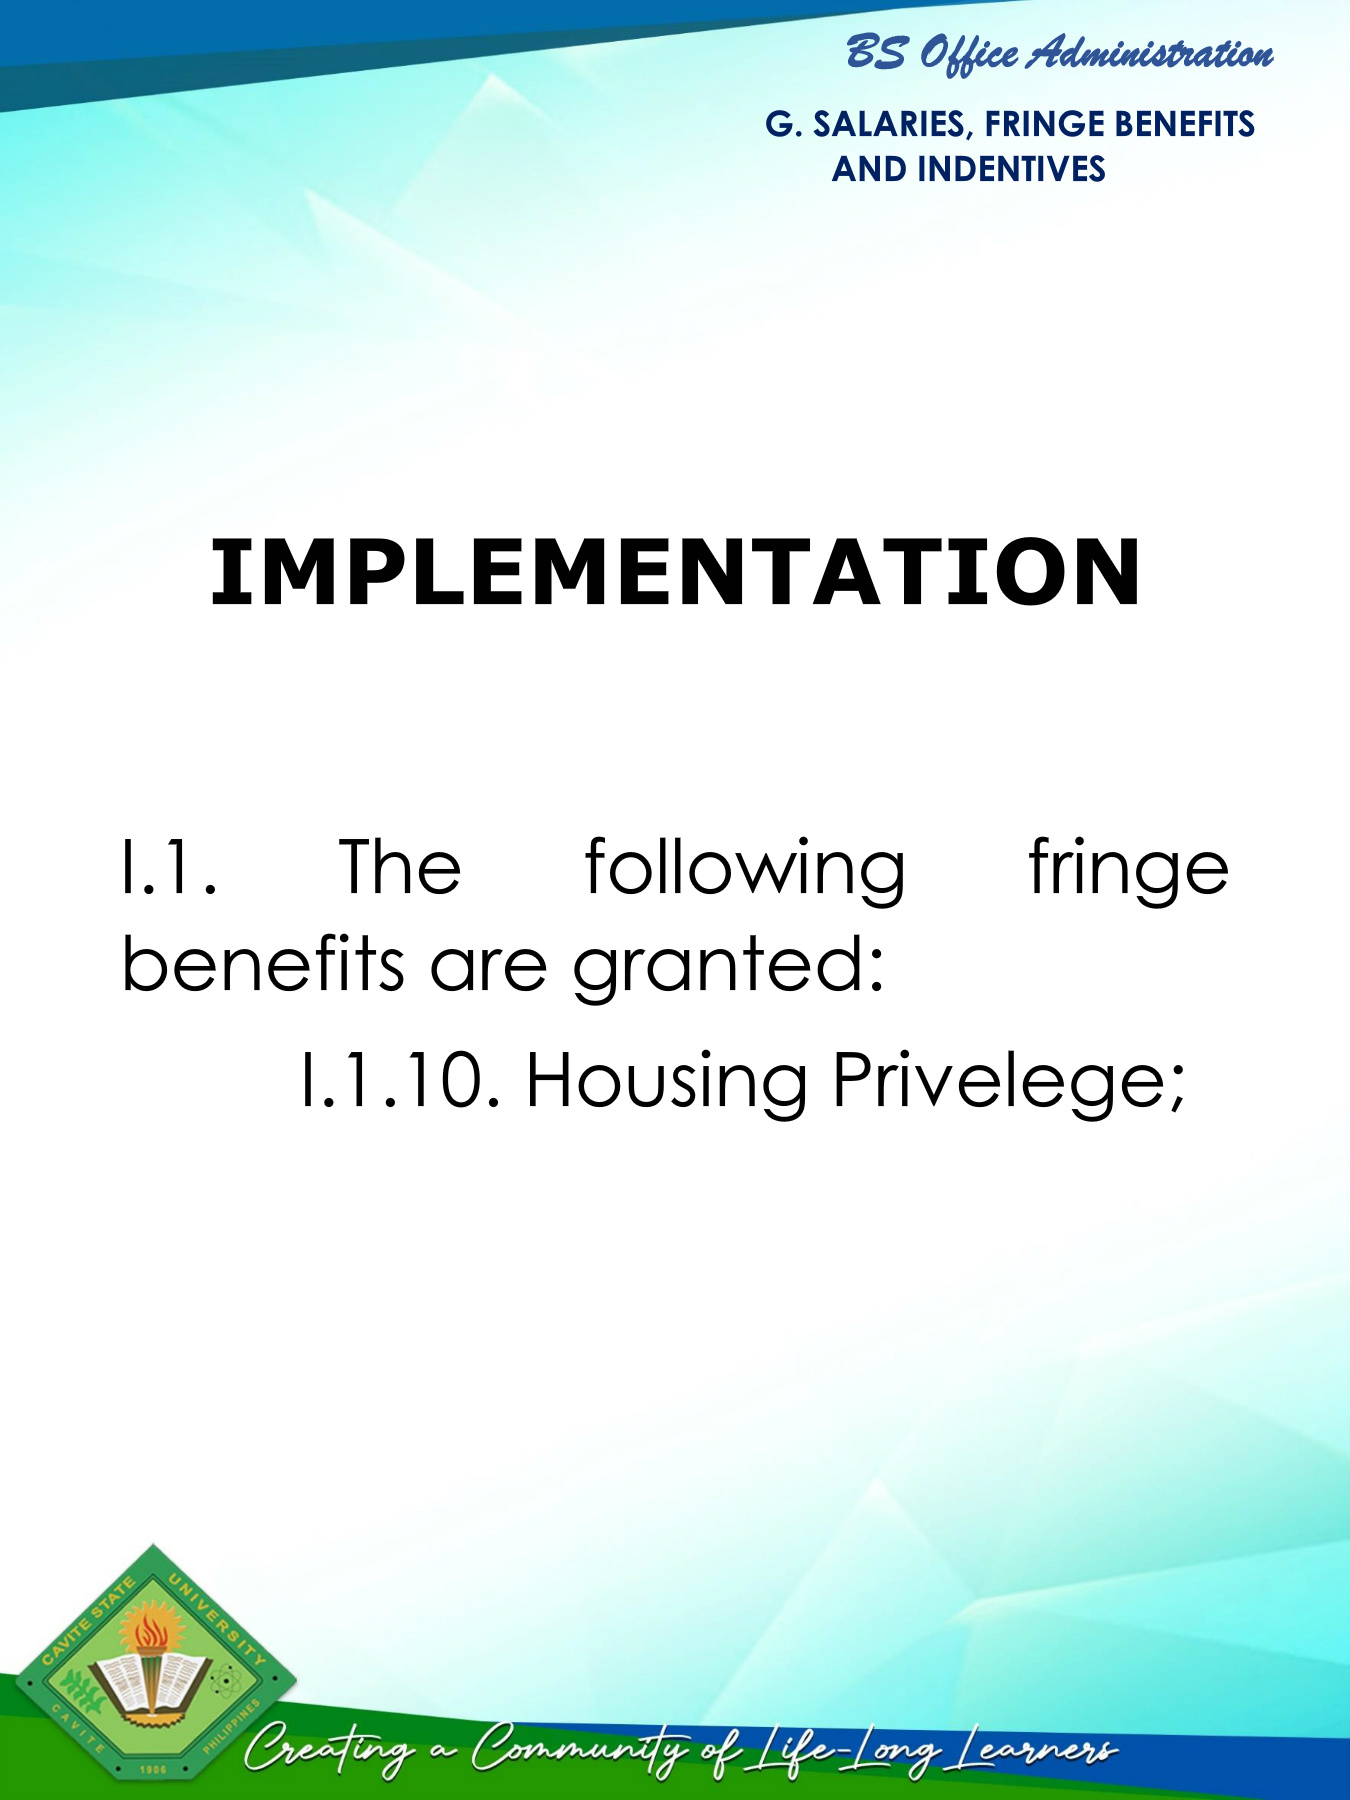 BS Office Administration
G. SALARIES, FRINGE BENEFITS
AND INDENTIVES
IMPLEMENTATION
I.1. The following fringe
benefits are granted:
I.1.10. Housing Privelege;
CAVITE STATE UNIVERSITY
CAVITE PHILIPPINES
1906
Creating a Community of Life-Long Learners